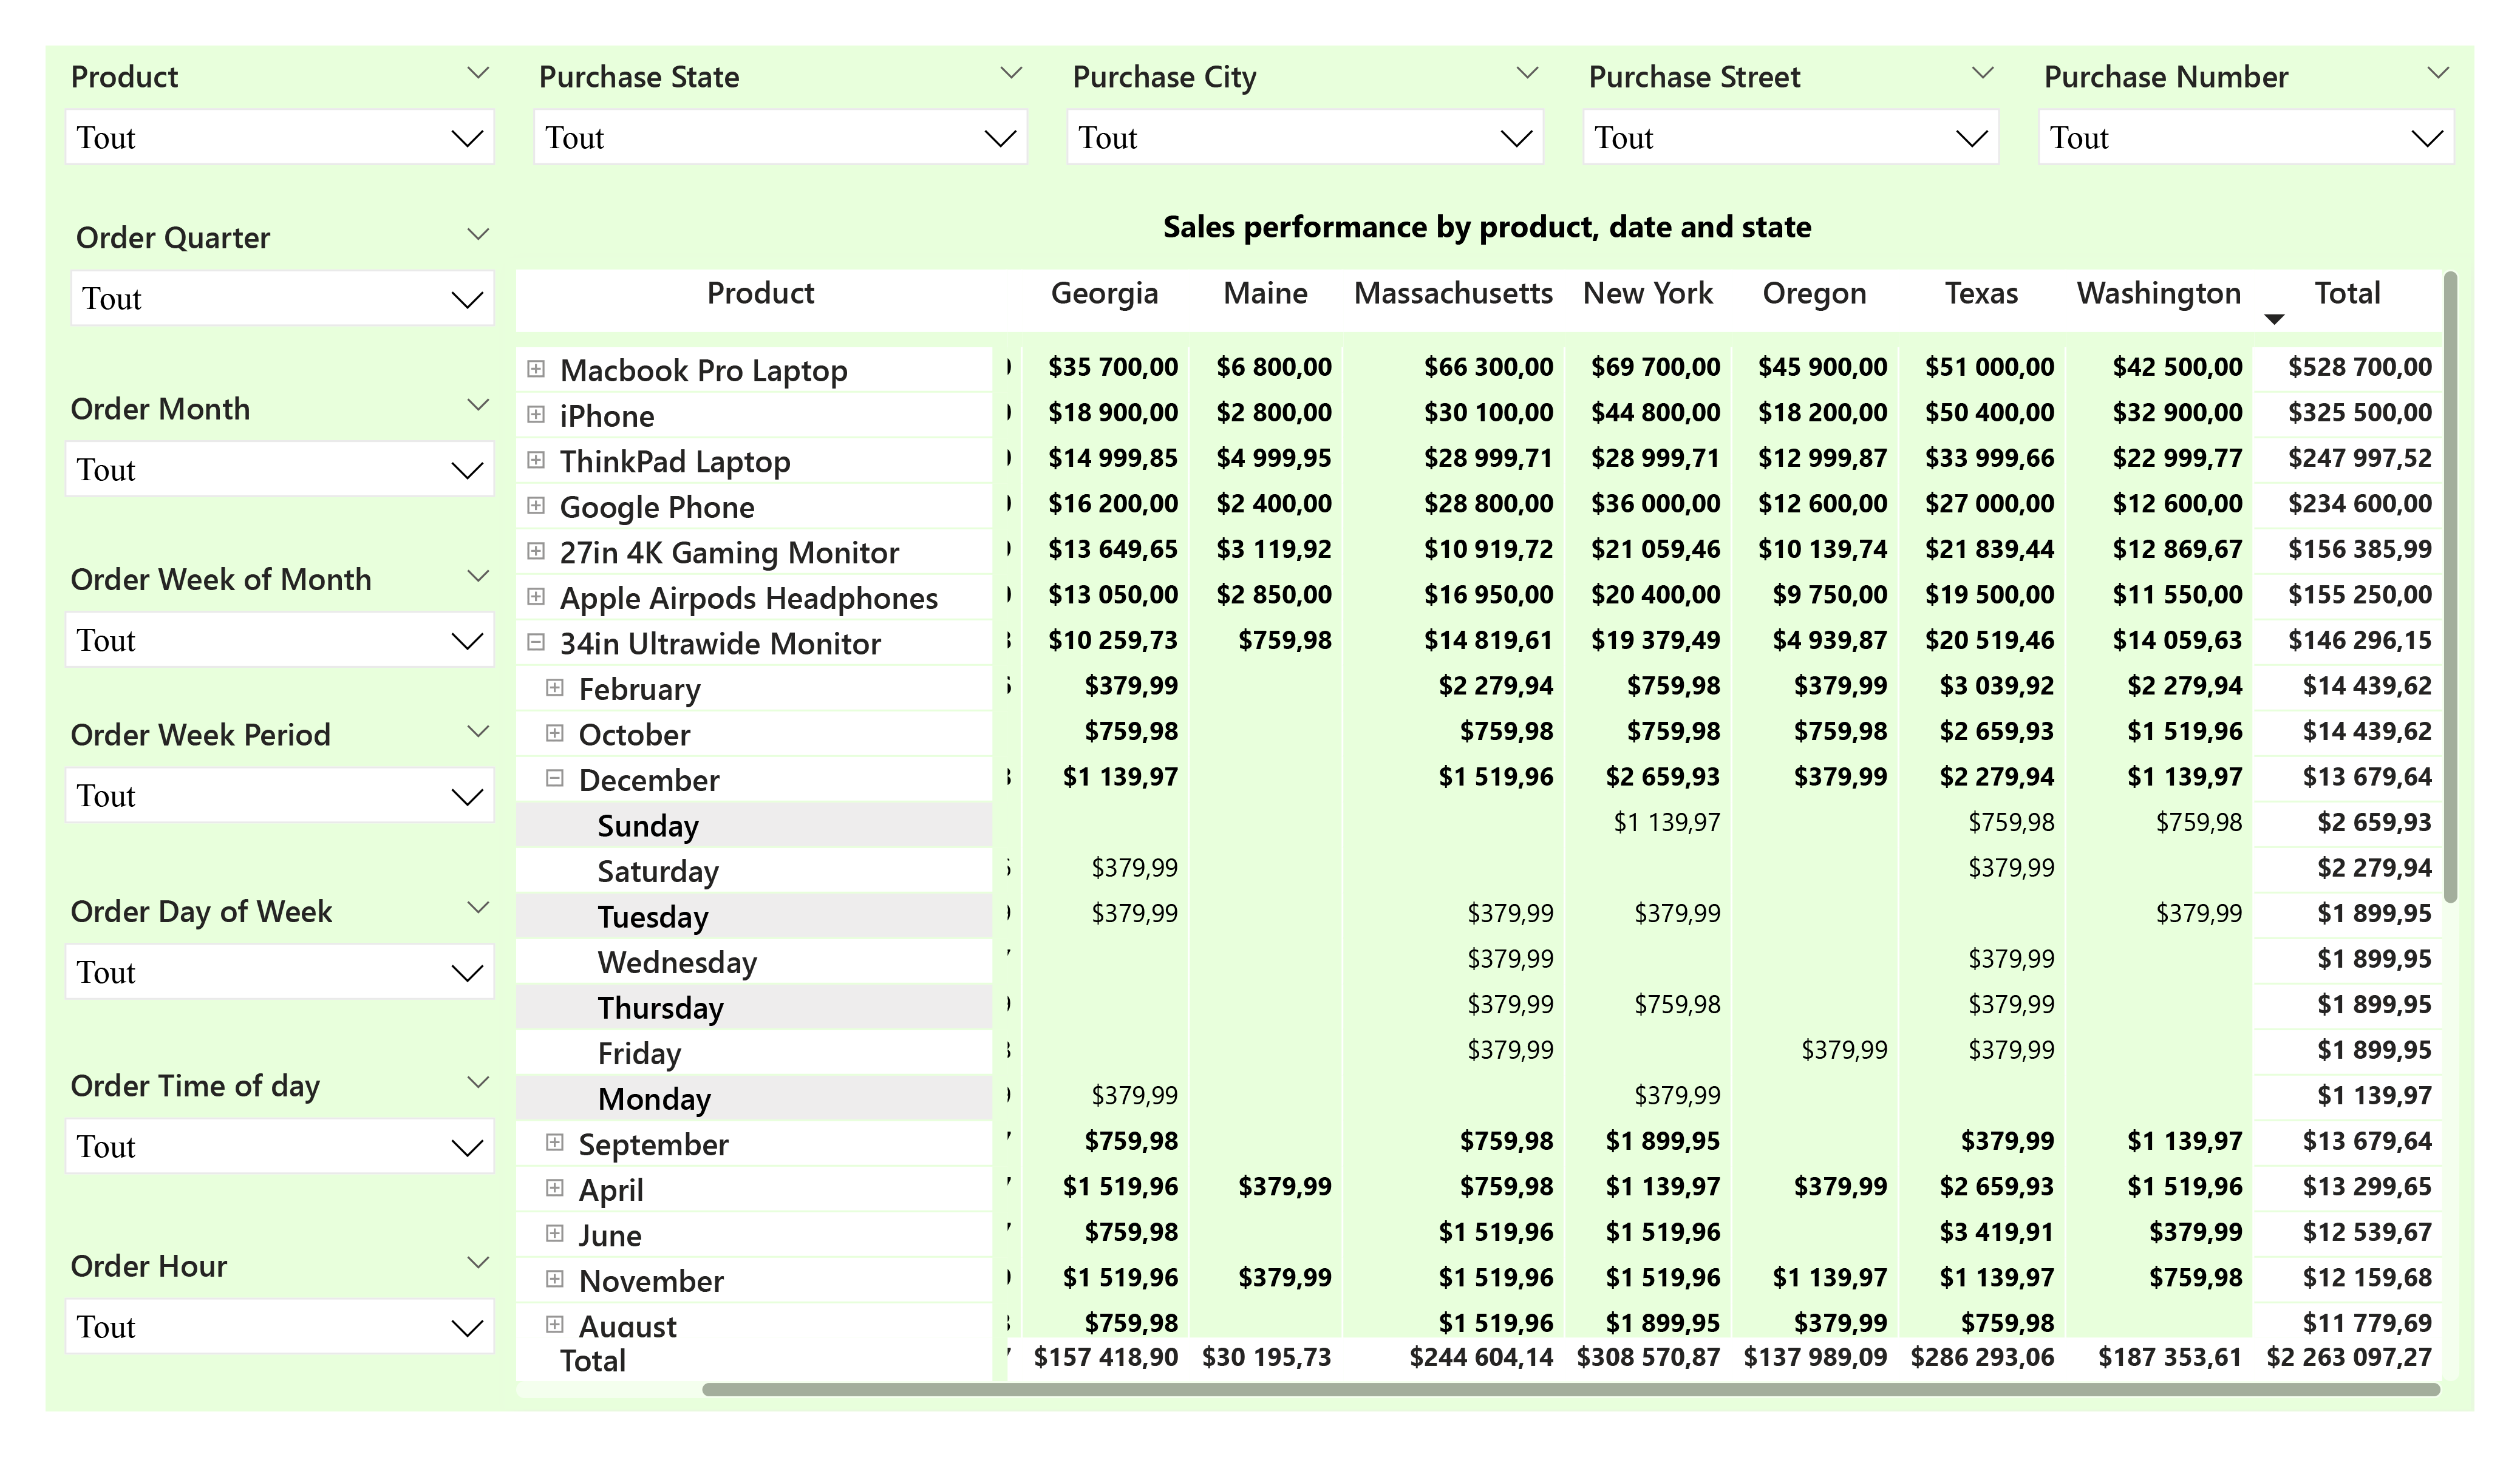 Product Purchase State Purchase City Purchase Street Purchase Number
Tout Tout Tout Tout Tout
Order Quarter
Tout
Order Month
Tout
Order Week of Month
Tout
Order Week Period
Tout
Order Day of Week
Tout
Order Time of day
Tout
Order Hour
Tout
Sales performance by product, date and state
Product Georgia Maine Massachusetts New York Oregon Texas Washington Total
Macbook Pro Laptop $35 700,00 $6 800,00 $66 300,00 $69 700,00 $45 900,00 $51 000,00 $42 500,00 $528 700,00
iPhone $18 900,00 $2 800,00 $30 100,00 $44 800,00 $18 200,00 $50 400,00 $32 900,00 $325 500,00
ThinkPad Laptop $14 999,85 $4 999,95 $28 999,71 $28 999,71 $12 999,87 $33 999,66 $22 999,77 $247 997,52
Google Phone $16 200,00 $2 400,00 $28 800,00 $36 000,00 $12 600,00 $27 000,00 $12 600,00 $234 600,00
27in 4K Gaming Monitor $13 649,65 $3 119,92 $10 919,72 $21 059,46 $10 139,74 $21 839,44 $12 869,67 $156 385,99
Apple Airpods Headphones $13 050,00 $2 850,00 $16 950,00 $20 400,00 $9 750,00 $19 500,00 $11 550,00 $155 250,00
34in Ultrawide Monitor $10 259,73 $759,98 $14 819,61 $19 379,49 $4 939,87 $20 519,46 $14 059,63 $146 296,15
February $379,99 $2 279,94 $759,98 $379,99 $3 039,92 $2 279,94 $14 439,62
October $759,98 $759,98 $759,98 $759,98 $2 659,93 $1 519,96 $14 439,62
December $1 139,97 $1 519,96 $2 659,93 $379,99 $2 279,94 $1 139,97 $13 679,64
Sunday $1 139,97 $759,98 $759,98 $2 659,93
Saturday $379,99 $379,99 $2 279,94
Tuesday $379,99 $379,99 $379,99 $379,99 $1 899,95
Wednesday $379,99 $379,99 $1 899,95
Thursday $379,99 $759,98 $379,99 $1 899,95
Friday $379,99 $379,99 $379,99 $1 899,95
Monday $379,99 $379,99 $1 139,97
September $759,98 $759,98 $1 899,95 $379,99 $1 139,97 $13 679,64
April $1 519,96 $379,99 $759,98 $1 139,97 $379,99 $2 659,93 $1 519,96 $13 299,65
June $759,98 $1 519,96 $1 519,96 $3 419,91 $379,99 $12 539,67
November $1 519,96 $379,99 $1 519,96 $1 519,96 $1 139,97 $1 139,97 $759,98 $12 159,68
August $759,98 $1 519,96 $1 899,95 $379,99 $759,98 $11 779,69
Total $157 418,90 $30 195,73 $244 604,14 $308 570,87 $137 989,09 $286 293,06 $187 353,61 $2 263 097,27